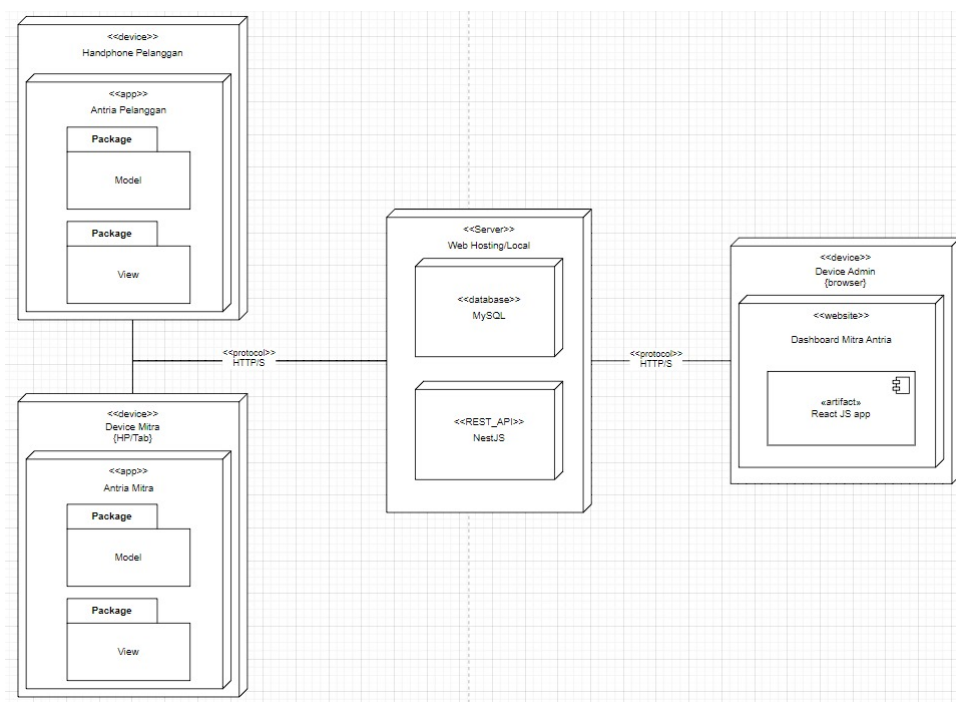 <<device>>
Handphone Pelanggan
<<app>>
Antria Pelanggan
Package
Model
Package
View
<<protocol>>
HTTP/S
<<device>>
Device Mitra
{HP/Tab}
<<app>>
Antria Mitra
Package
Model
Package
View
<<Server>>
Web Hosting/Local
<<database>>
MySQL
<<REST_API>>
NestJS
<<protocol>>
HTTP/S
<<device>>
Device Admin
{browser}
<<website>>
Dashboard Mitra Antria
«artifact»
React JS app